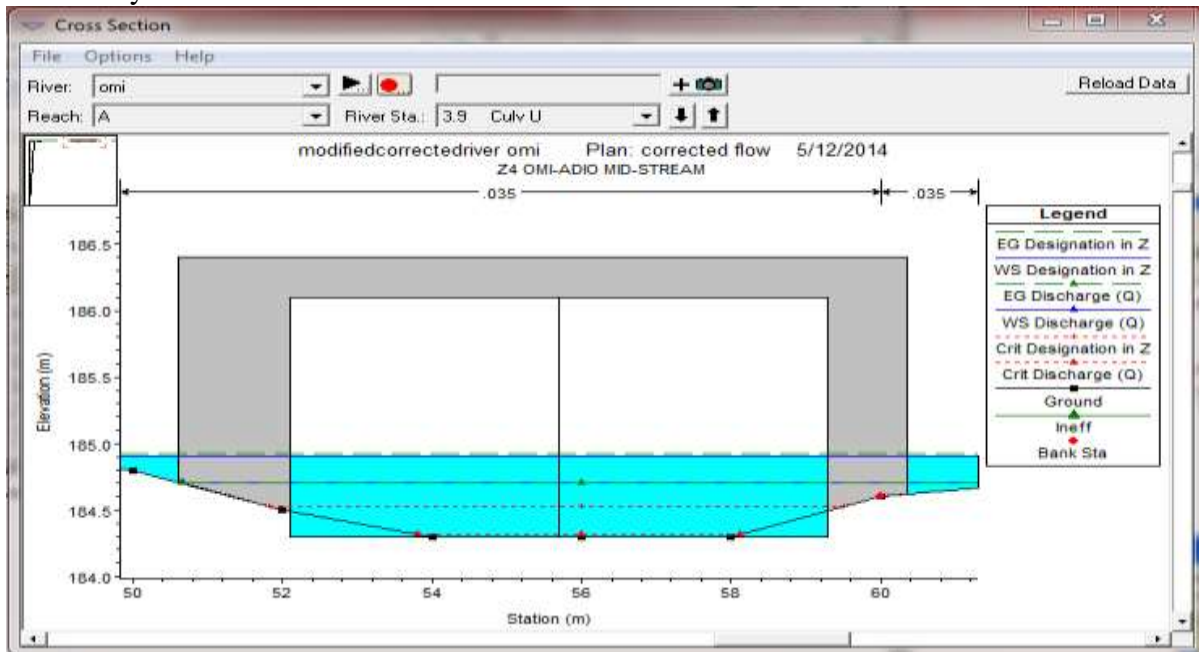 Cross Section
File Options Help
River: omi
Reload Data
Reach: A River Sta.: 3.9 Culv U
modifiedcorrectedriver omi Plan: corrected flow 5/12/2014
Z4 OMI-ADIO MID-STREAM
.035 .035
Legend
EG Designation in Z
WS Designation in Z
EG Discharge (Q)
WS Discharge (Q)
Crit Designation in Z
Crit Discharge (Q)
Ground
Ineff
Bank Sta
186.5
186.0
185.5
185.0
184.5
184.0
Elevation (m)
50 52 54 56 58 60
Station (m)